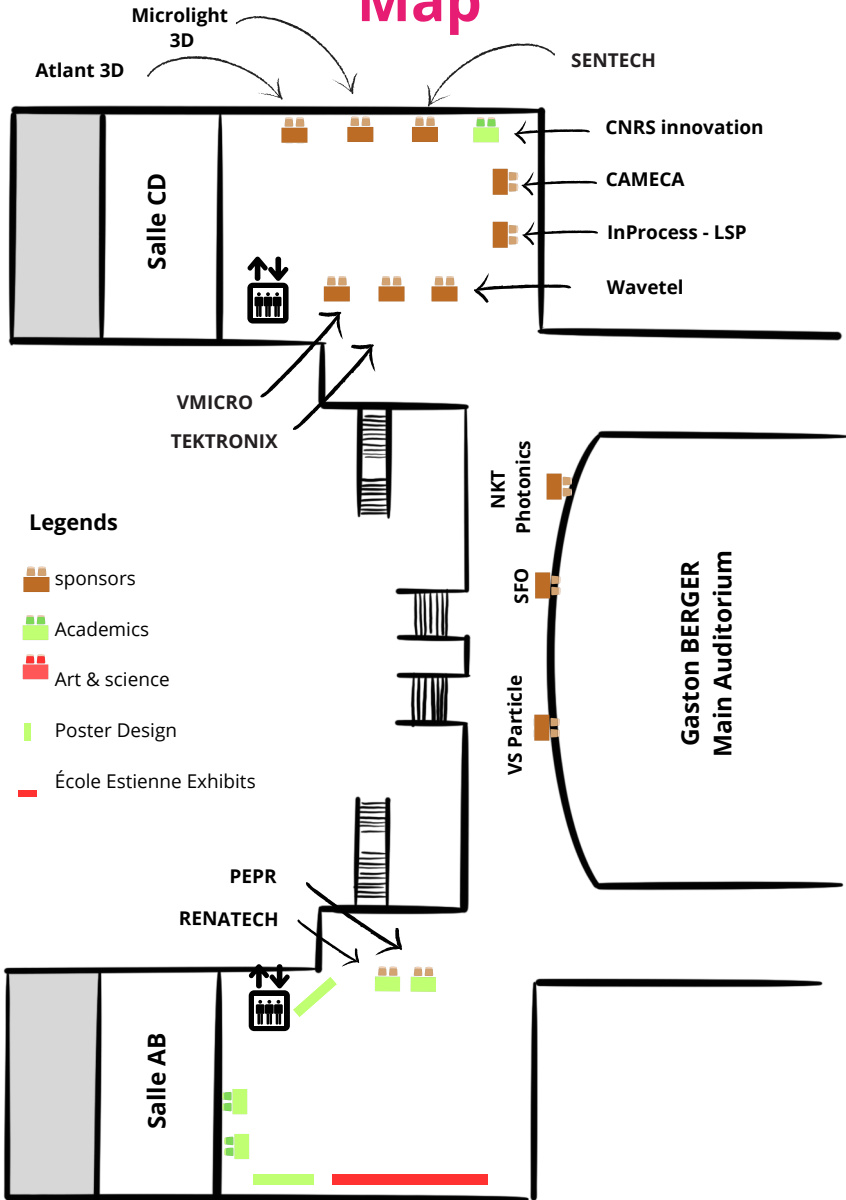 Map
Microlight
3D
Atlant 3D
SENTECH
CNRS innovation
CAMECA
InProcess - LSP
Wavetel
Salle CD
VMICRO
TEKTRONIX
NKT
Photonics
SFO
VS Particle
Gaston BERGER
Main Auditorium
Legends
sponsors
Academics
Art & science
Poster Design
École Estienne Exhibits
PEPR
RENATECH
Salle AB